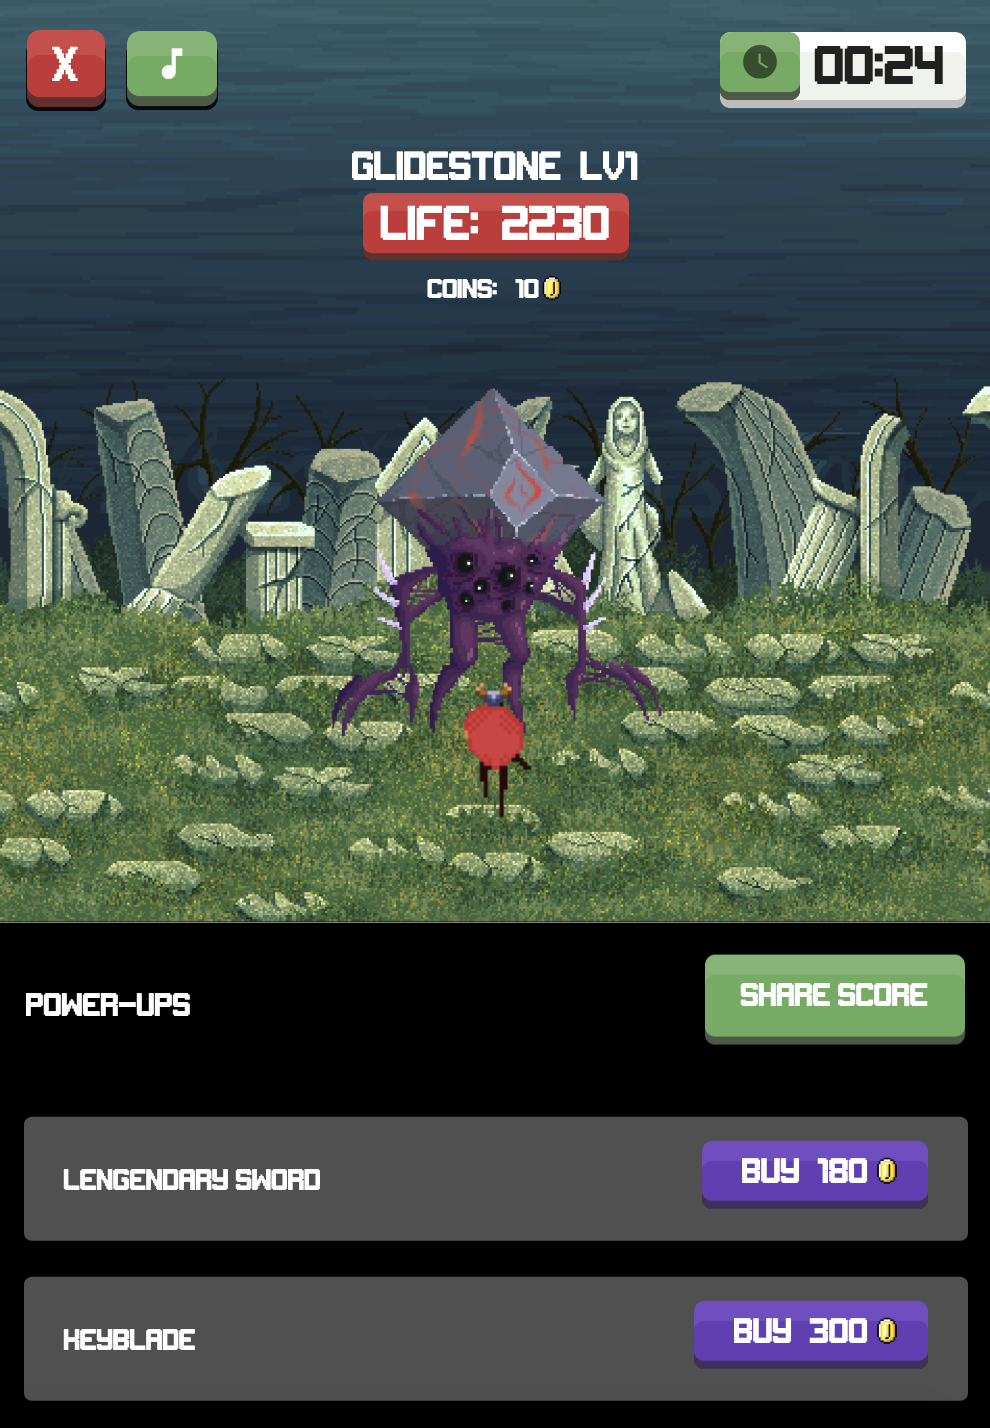 X
00:24
GLIDESTONE LV1
LIFE: 2230
COINS: 10
POWER-UPS
SHARE SCORE
LENGENDARY SWORD
BUY 180
KEYBLADE
BUY 300